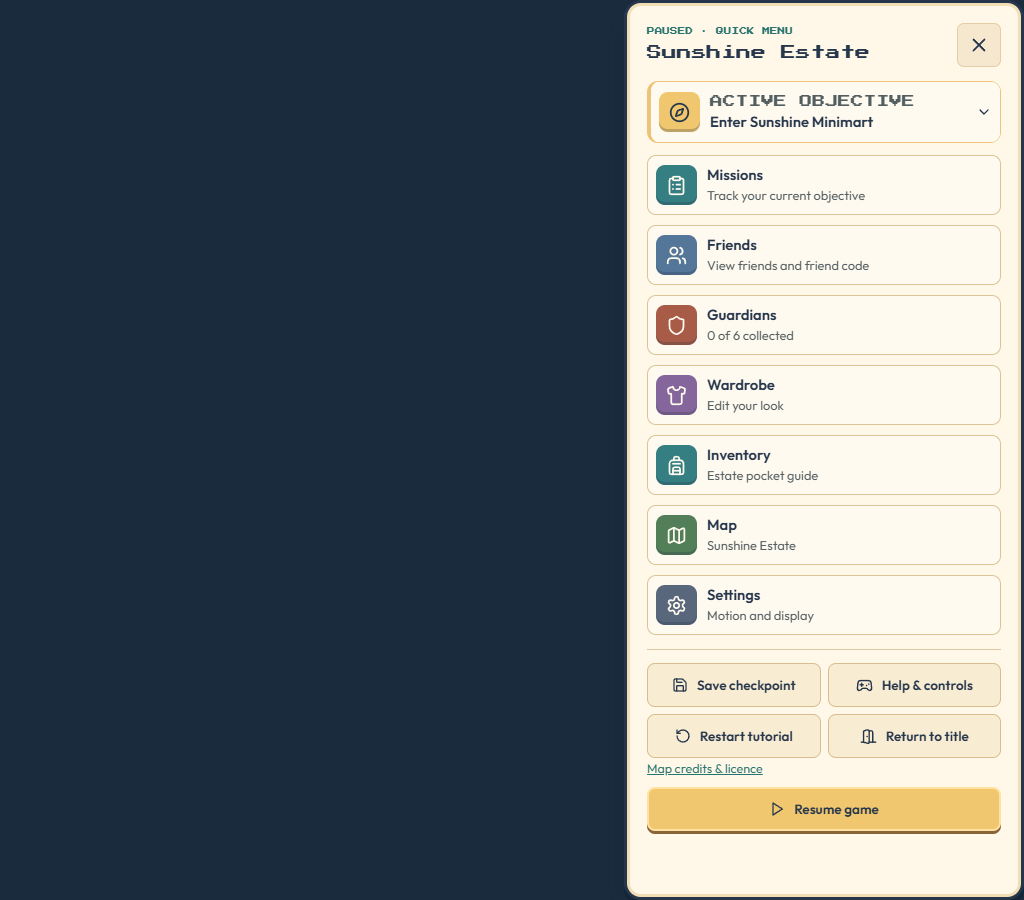 PAUSED · QUICK MENU
Sunshine Estate
ACTIVE OBJECTIVE
Enter Sunshine Minimart
Missions
Track your current objective
Friends
View friends and friend code
Guardians
0 of 6 collected
Wardrobe
Edit your look
Inventory
Estate pocket guide
Map
Sunshine Estate
Settings
Motion and display
Save checkpoint
Help & controls
Restart tutorial
Return to title
Map credits & licence
Resume game